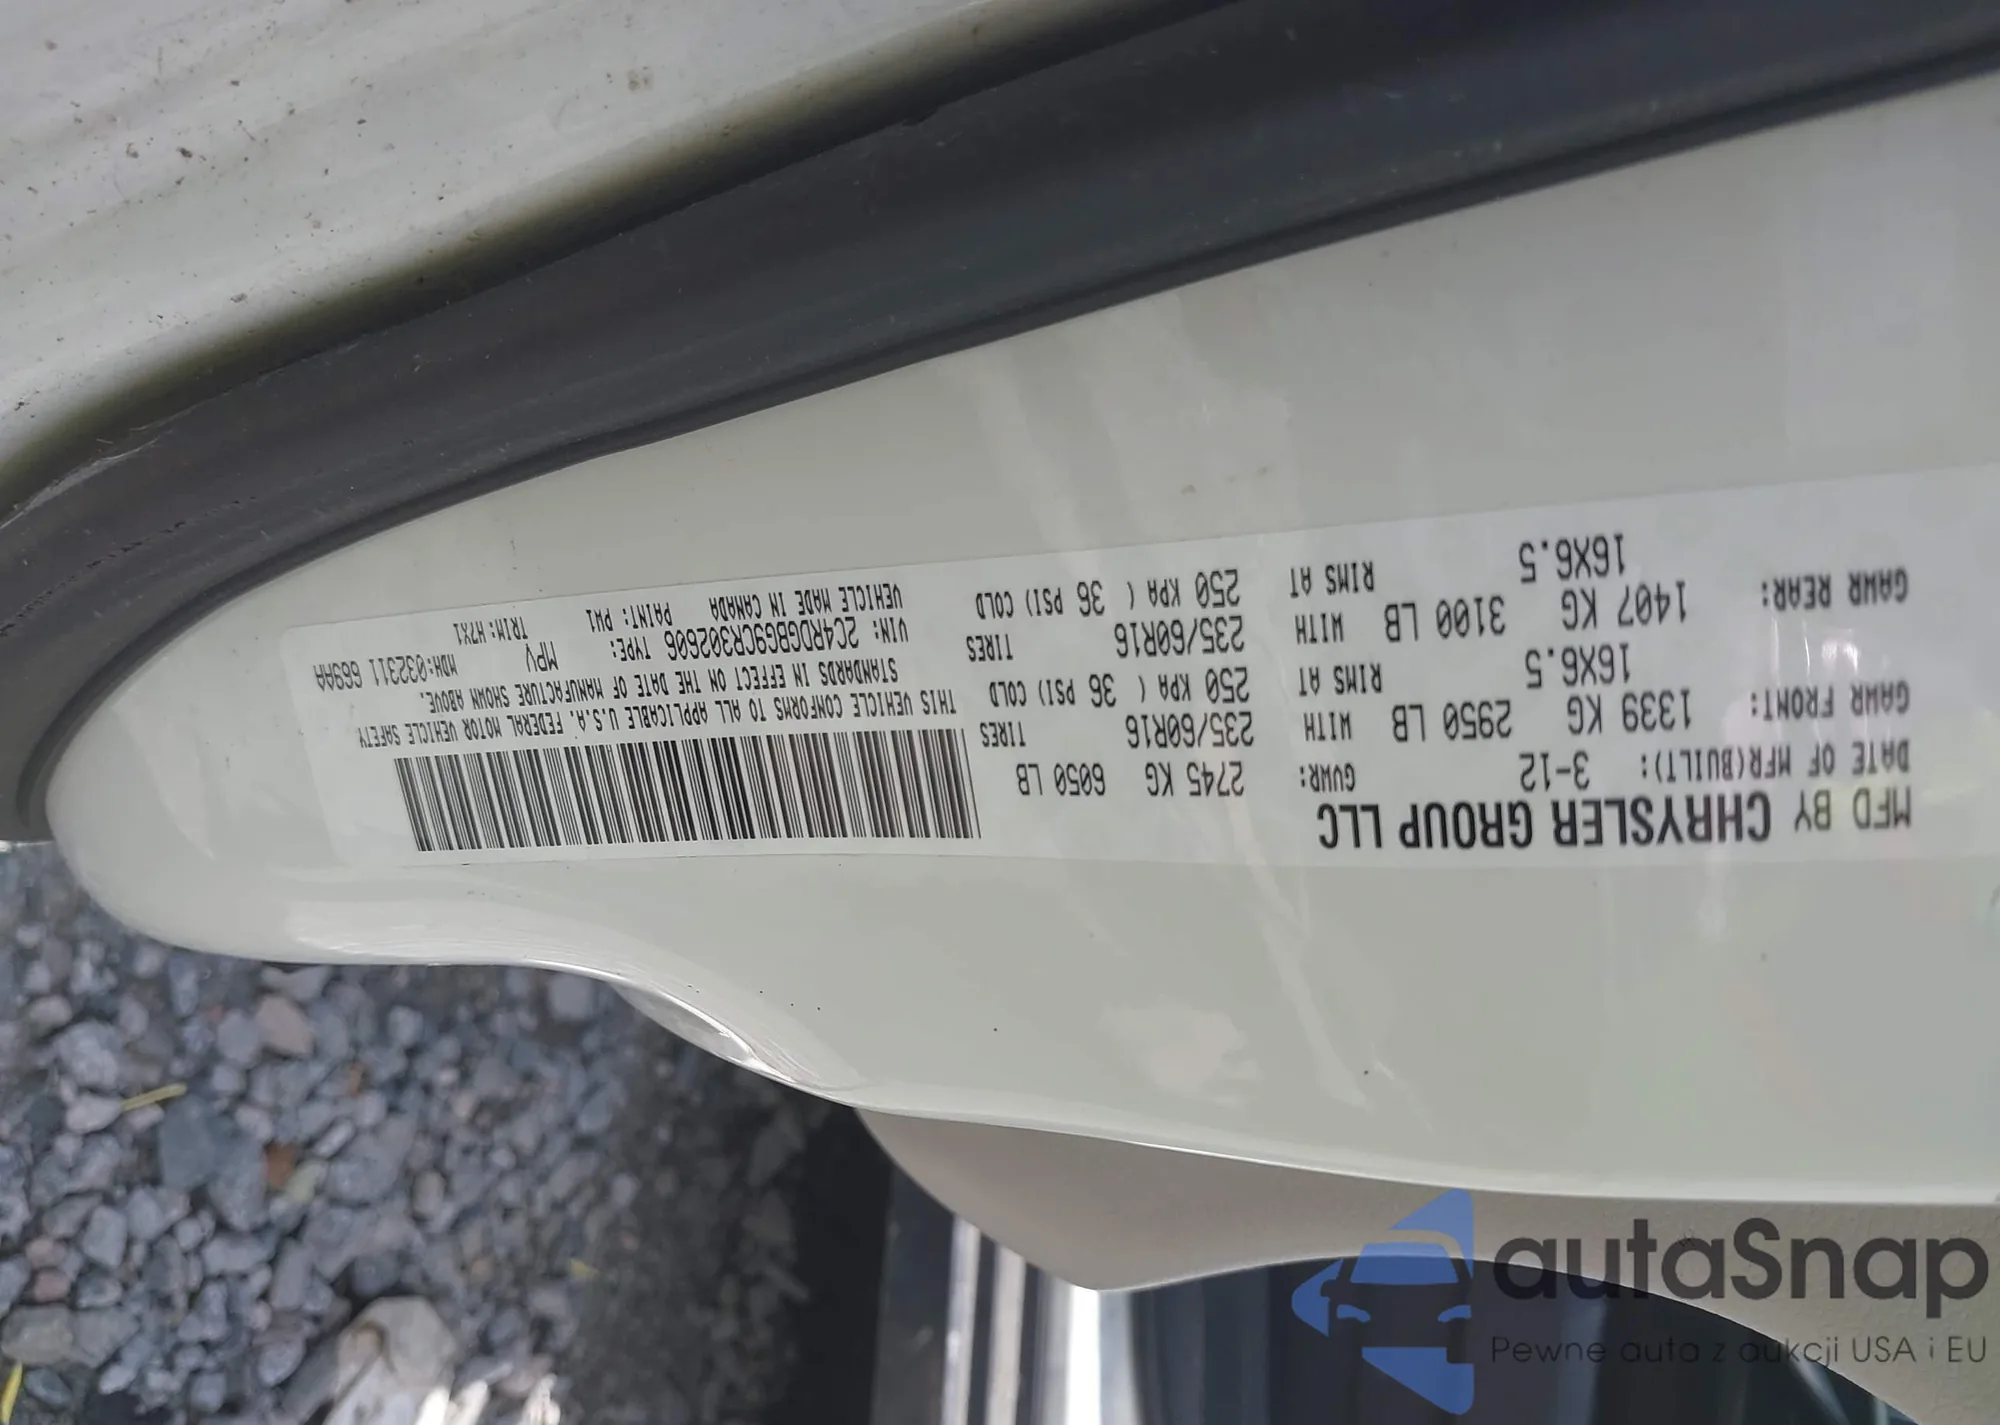 MFD BY CHRYSLER GROUP LLC
DATE OF MFR(BUILT): 3-12 GVWR: 2745 KG 6050 LB
GAWR FRONT: 1339 KG 2950 LB WITH 235/60R16 TIRES
16X6.5 RIMS AT 250 KPA ( 36 PSI) COLD
GAWR REAR: 1407 KG 3100 LB WITH 235/60R16 TIRES
16X6.5 RIMS AT 250 KPA ( 36 PSI) COLD
THIS VEHICLE CONFORMS TO ALL APPLICABLE U.S.A. FEDERAL MOTOR VEHICLE SAFETY
STANDARDS IN EFFECT ON THE DATE OF MANUFACTURE SHOWN ABOVE.
VIN: 2C4RDGBG9CR302606 TYPE: MPV MDH:032311 669AA
VEHICLE MADE IN CANADA PAINT: PW1 TRIM: H7X1
autaSnap
Pewne auta z aukcji USA i EU